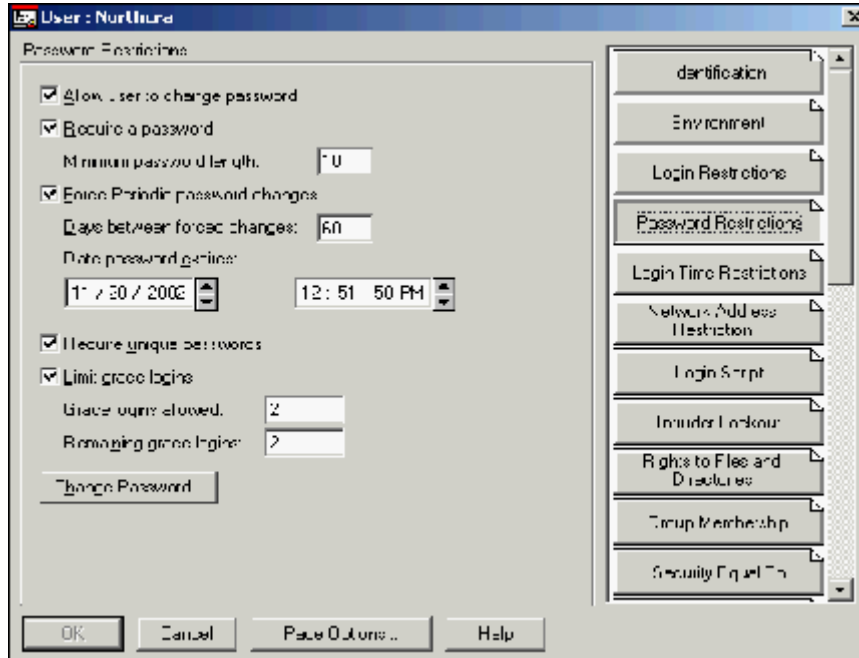 User : Northura
Password Restrictions
Allow user to change password
Require a password
Minimum password length: 10
Force Periodic password changes
Days between forced changes: 60
Date password expires:
12 : 51 : 50 PM
Require unique passwords
Limit grace logins
Grace logins allowed: 2
Remaining grace logins: 2
Change Password
Identification
Environment
Login Restrictions
Password Restrictions
Login Time Restrictions
Network Address
Restriction
Login Script
Intruder Lockout
Rights to Files and
Directories
Group Membership
Security Equal To
OK
Cancel
Page Options...
Help